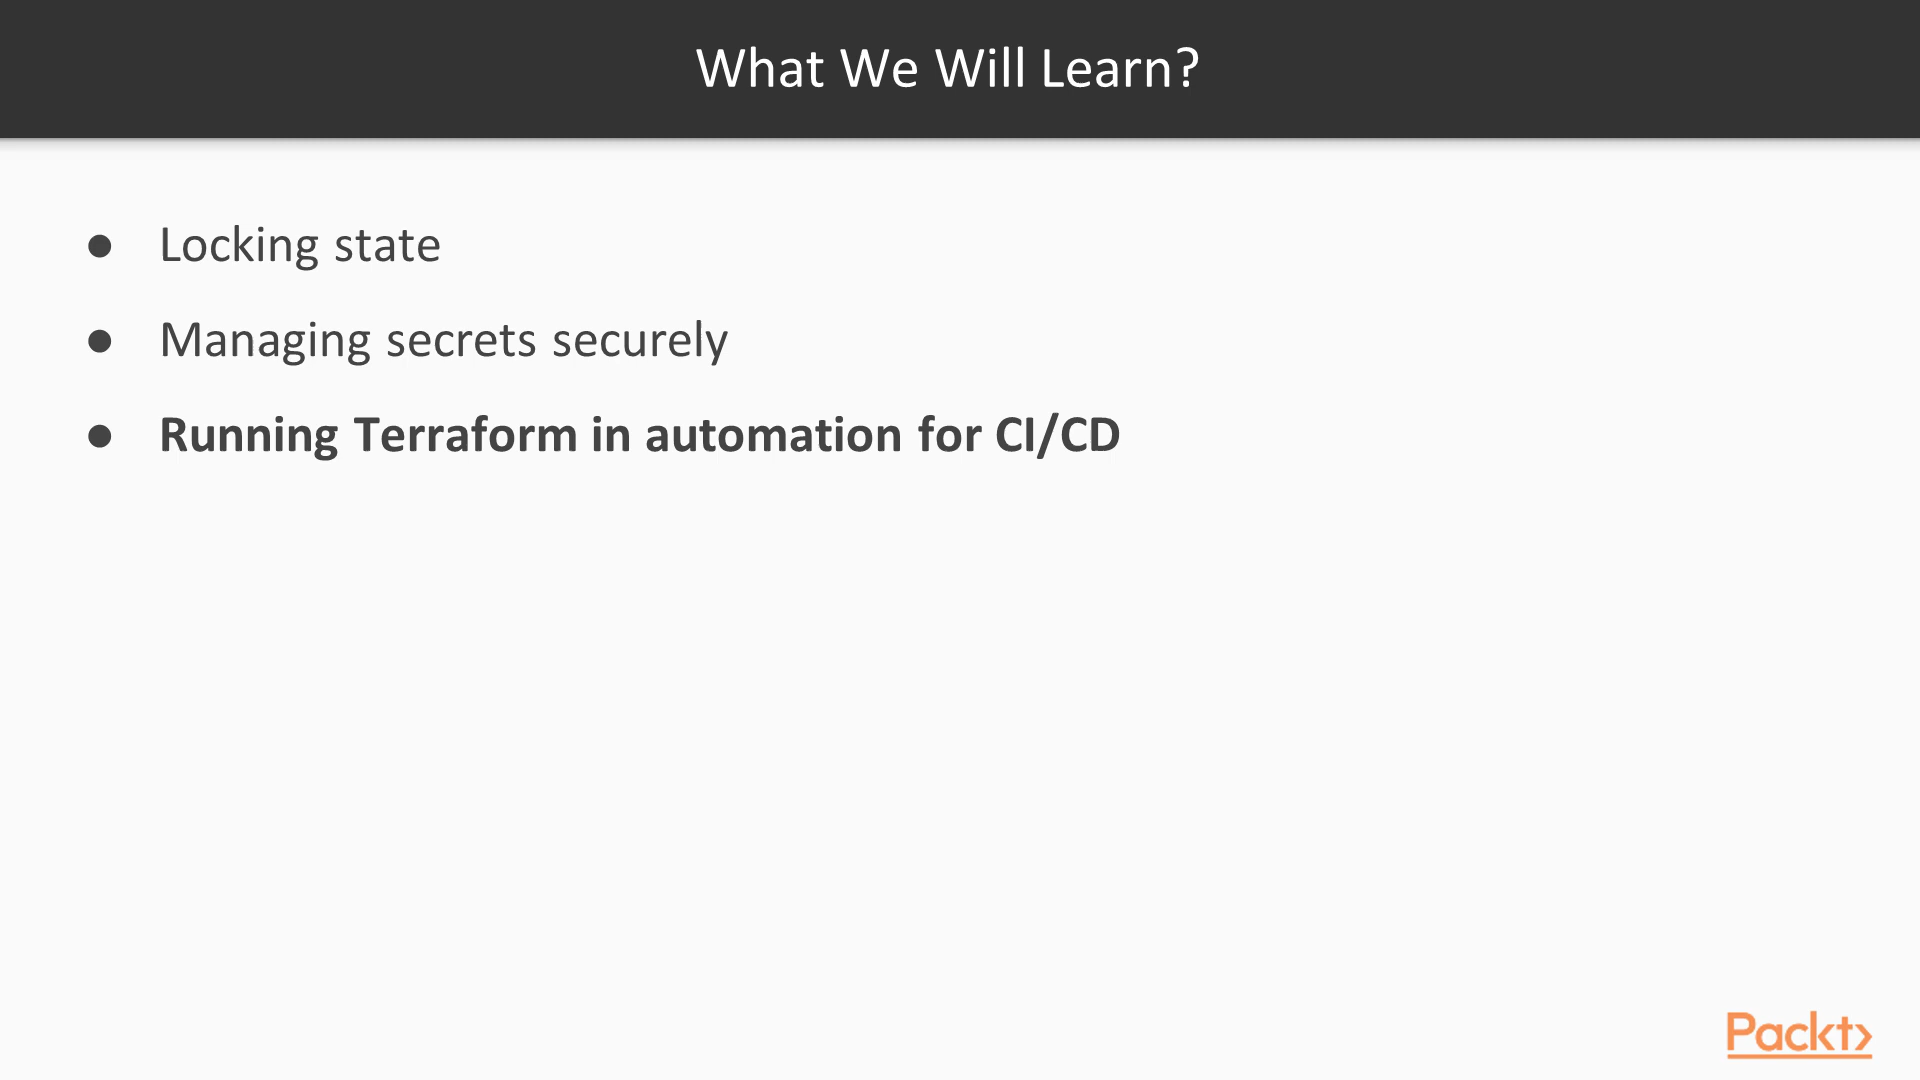 What We Will Learn?
● Locking state
● Managing secrets securely
● Running Terraform in automation for CI/CD
Packt